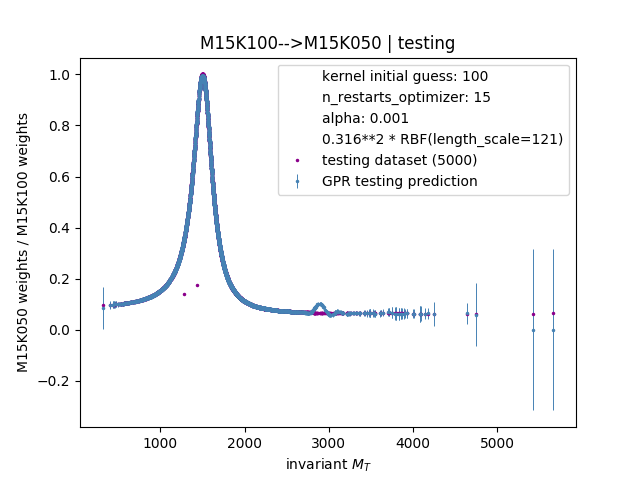 M15K100-->M15K050 | testing
kernel initial guess: 100
n_restarts_optimizer: 15
alpha: 0.001
0.316**2 * RBF(length_scale=121)
testing dataset (5000)
GPR testing prediction
M15K050 weights / M15K100 weights
1.0
0.8
0.6
0.4
0.2
0.0
−0.2
1000 2000 3000 4000 5000
invariant M_T